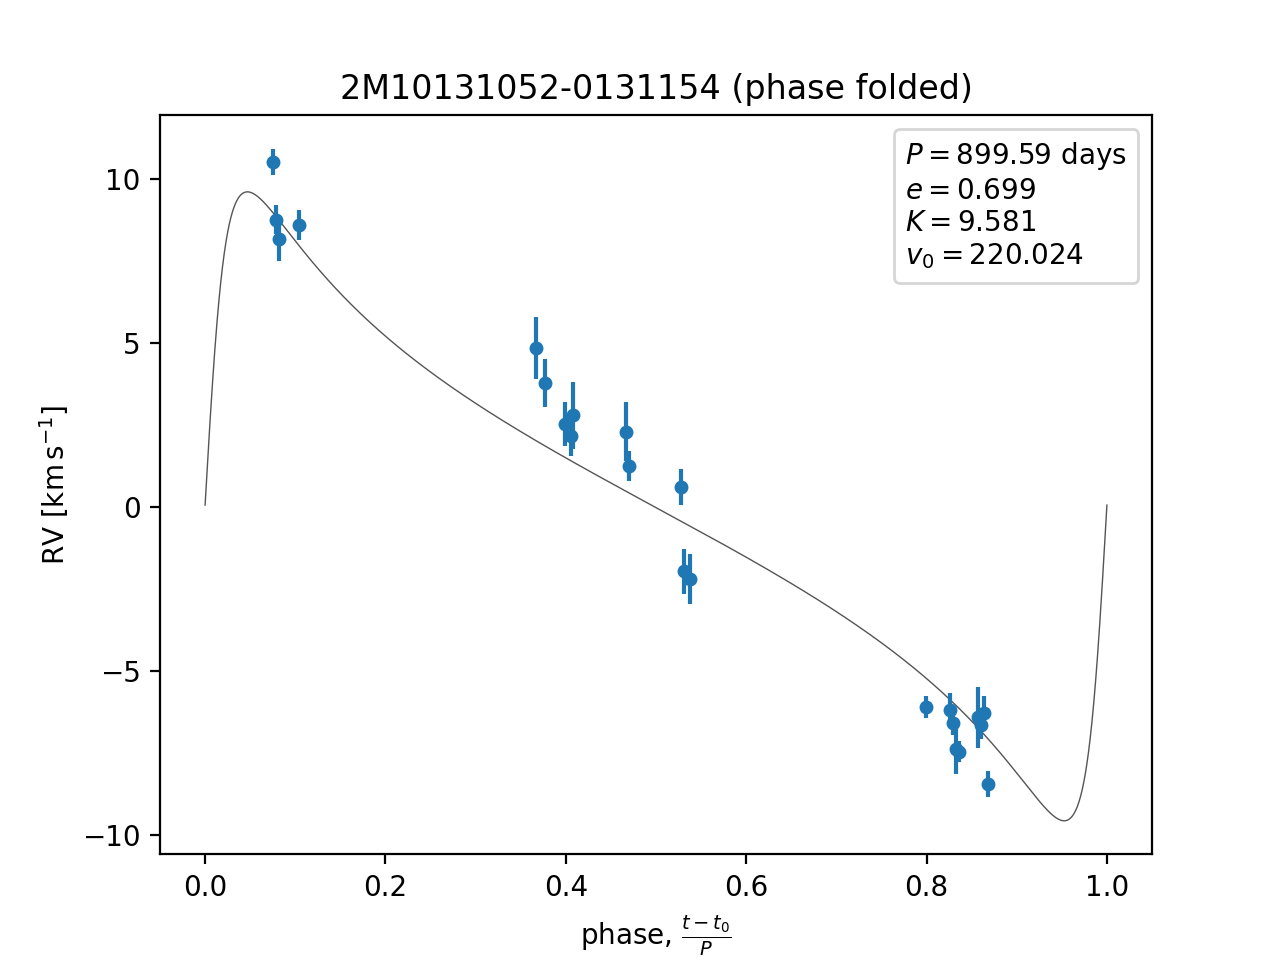 2M10131052-0131154 (phase folded)
P = 899.59 days
e = 0.699
K = 9.581
v₀ = 220.024
RV [km s⁻¹]
10
5
0
−5
−10
0.0 0.2 0.4 0.6 0.8 1.0
phase, (t − t₀)/P